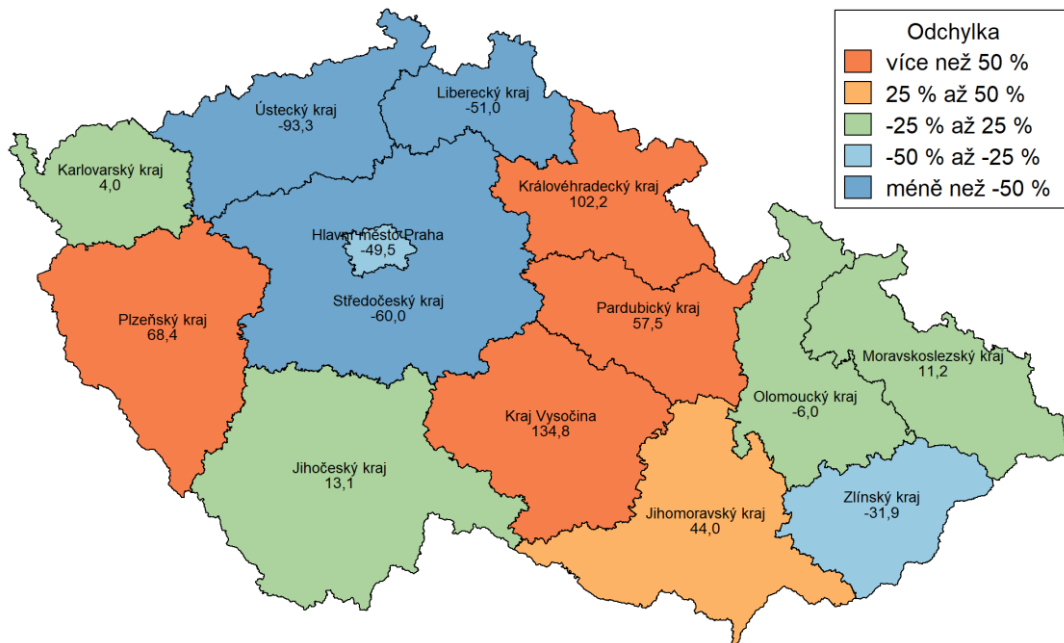 Odchylka
více než 50 %
25 % až 50 %
-25 % až 25 %
-50 % až -25 %
méně než -50 %
Ústecký kraj
-93,3
Liberecký kraj
-51,0
Karlovarský kraj
4,0
Královéhradecký kraj
102,2
Hlavní město Praha
-49,5
Středočeský kraj
-60,0
Plzeňský kraj
68,4
Pardubický kraj
57,5
Moravskoslezský kraj
11,2
Olomoucký kraj
-6,0
Kraj Vysočina
134,8
Jihočeský kraj
13,1
Jihomoravský kraj
44,0
Zlínský kraj
-31,9